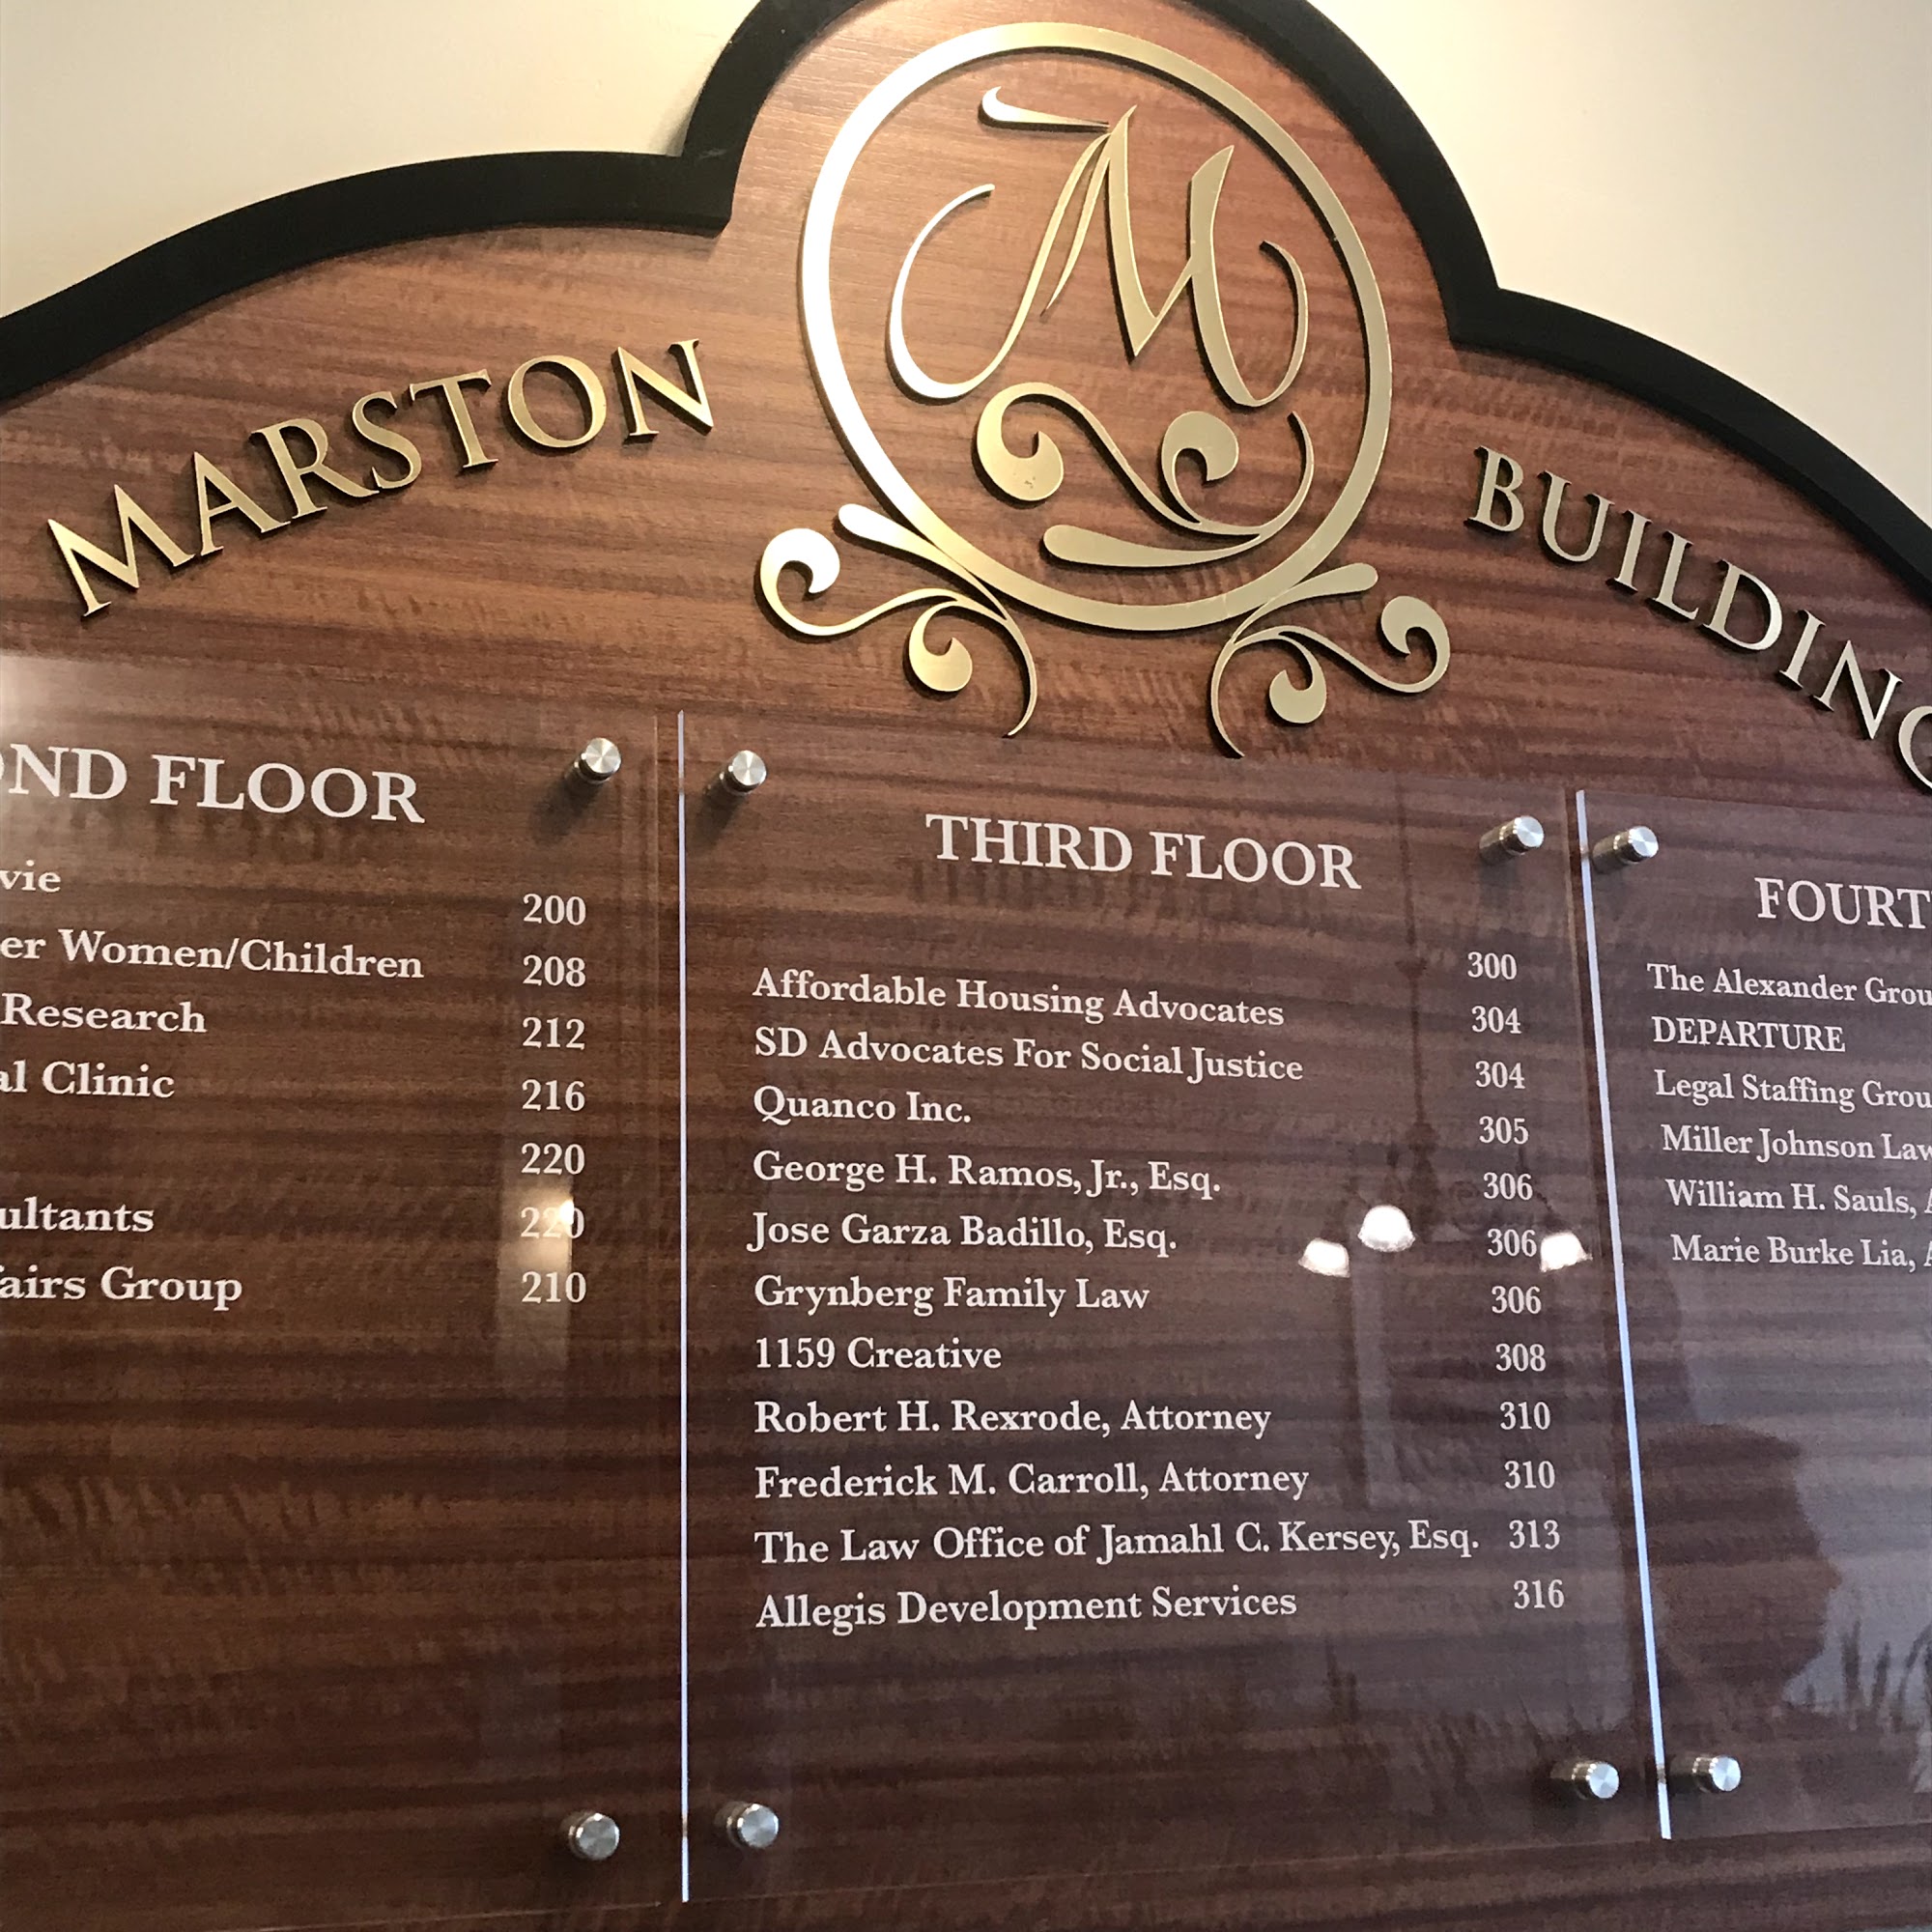 M
MARSTON BUILDING
OND FLOOR
vie 200
er Women/Children 208
Research 212
al Clinic 216
220
ultants 220
fairs Group 210
THIRD FLOOR
300
Affordable Housing Advocates 304
SD Advocates For Social Justice 304
Quanco Inc. 305
George H. Ramos, Jr., Esq. 306
Jose Garza Badillo, Esq. 306
Grynberg Family Law 306
1159 Creative 308
Robert H. Rexrode, Attorney 310
Frederick M. Carroll, Attorney 310
The Law Office of Jamahl C. Kersey, Esq. 313
Allegis Development Services 316
FOURT
The Alexander Grou
DEPARTURE
Legal Staffing Grou
Miller Johnson Law
William H. Sauls, A
Marie Burke Lia, A